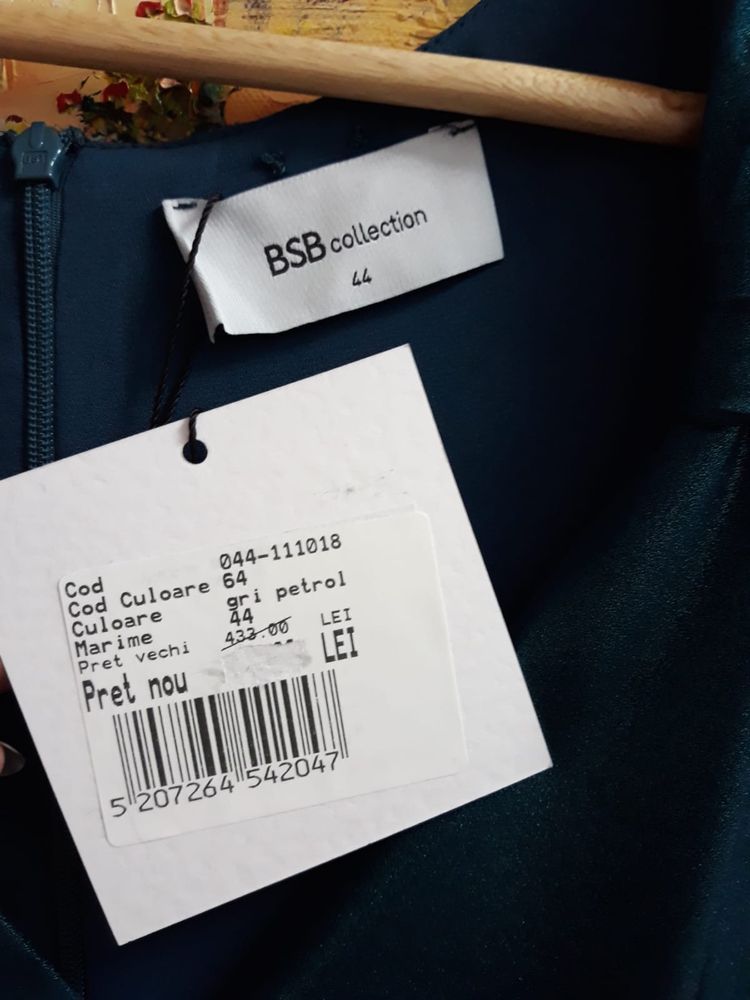 BSB collection
44
Cod 044-111018
Cod Culoare 64
Culoare gri petrol
Marime 44
Pret vechi 433.00 LEI
Pret nou LEI
5 207264 542047